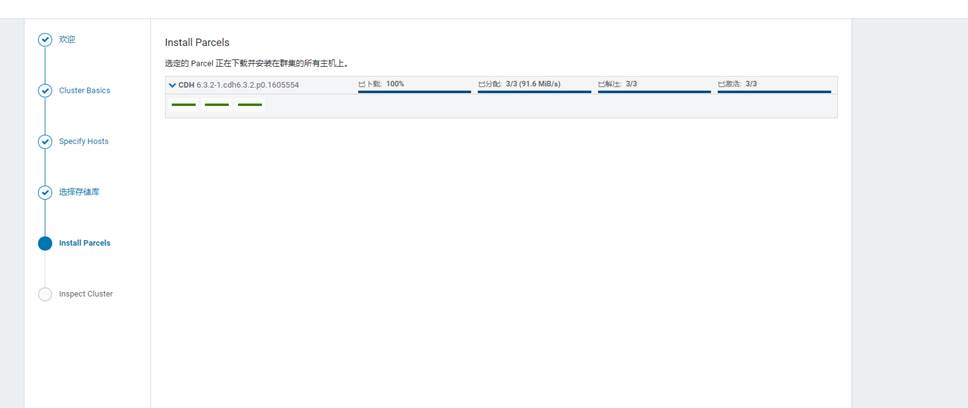 欢迎
Cluster Basics
Specify Hosts
选择存储库
Install Parcels
Inspect Cluster
Install Parcels
选定的 Parcel 正在下载并安装在群集的所有主机上。
CDH 6.3.2-1.cdh6.3.2.p0.1605554 已下载: 100% 已分配: 3/3 (91.6 MiB/s) 已解压: 3/3 已激活: 3/3